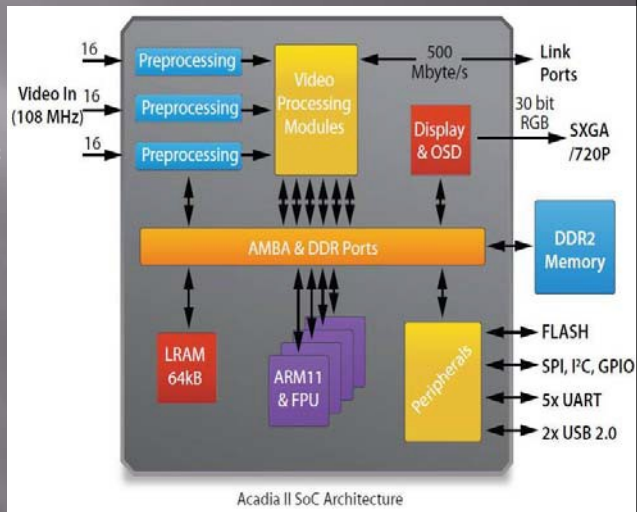 16
Preprocessing
Video In
(108 MHz)
16
Preprocessing
16
Preprocessing
Video
Processing
Modules
500
Mbyte/s
Link
Ports
Display
& OSD
30 bit
RGB
SXGA
/720P
AMBA & DDR Ports
DDR2
Memory
LRAM
64kB
ARM11
& FPU
Peripherals
FLASH
SPI, I²C, GPIO
5x UART
2x USB 2.0
Acadia II SoC Architecture